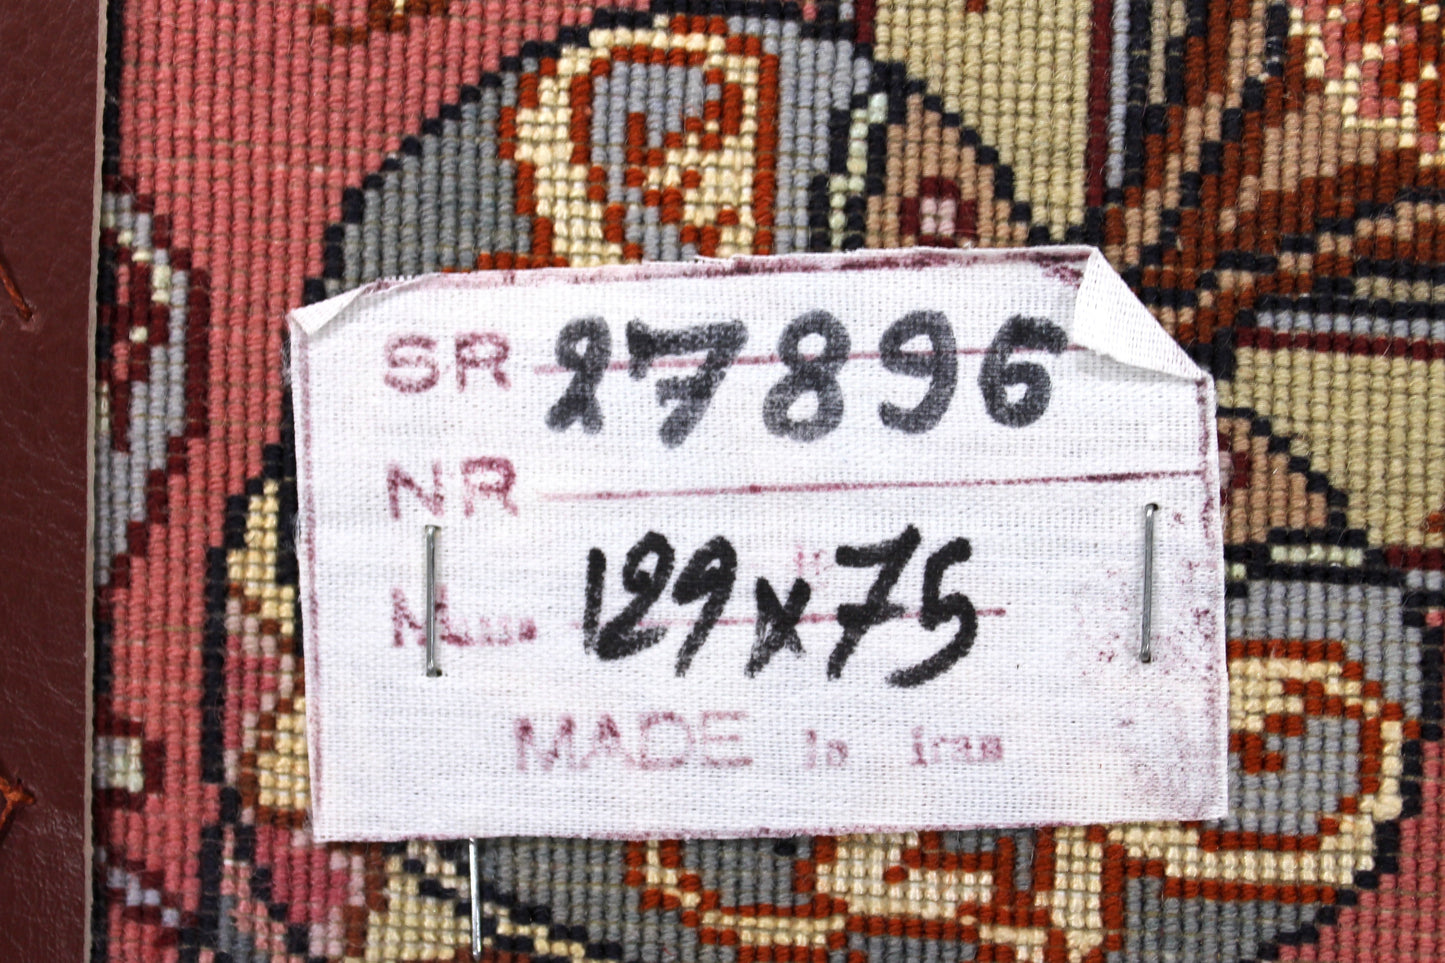 SR 27896
NR
129x75
MADE in iran